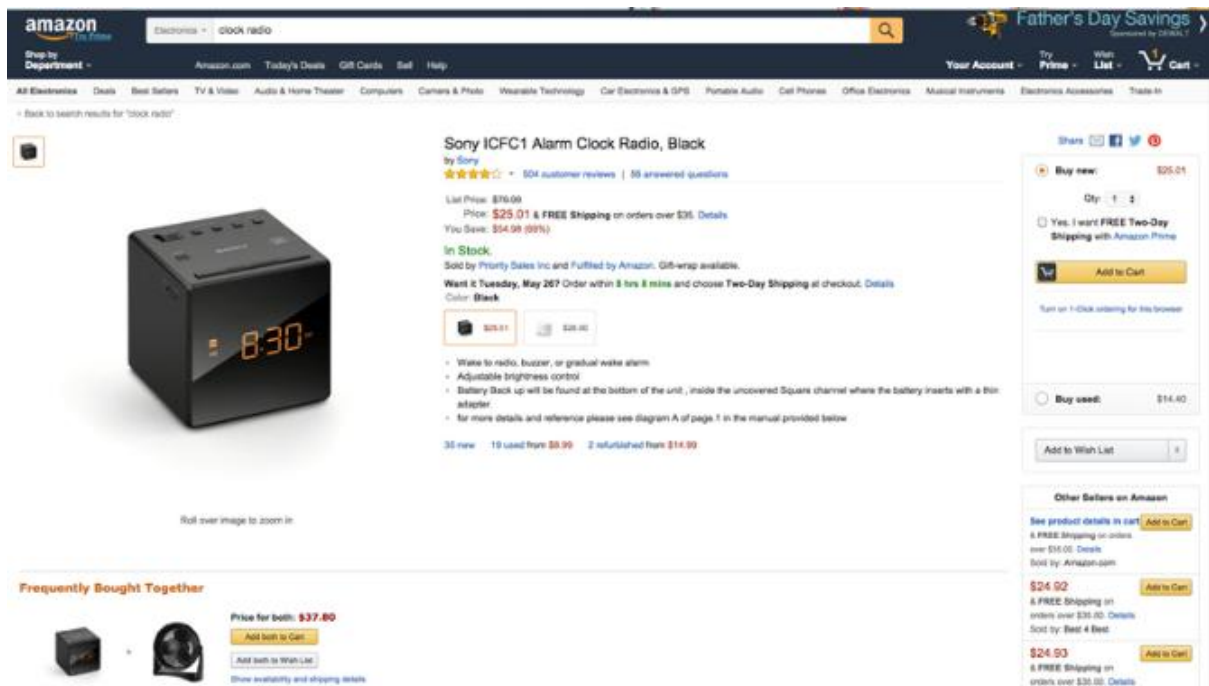 amazon
Try Prime
Electronics
clock radio
Father's Day Savings
Sponsored by DEWALT
Shop by
Department
Amazon.com Today's Deals Gift Cards Sell Help
Your Account
Try
Prime
Wish
List
1
Cart
All Electronics Deals Best Sellers TV & Video Audio & Home Theater Computers Camera & Photo Wearable Technology Car Electronics & GPS Portable Audio Cell Phones Office Electronics Musical Instruments Electronics Accessories Trade-In
‹ Back to search results for "clock radio"
Sony ICFC1 Alarm Clock Radio, Black
by Sony
504 customer reviews | 56 answered questions
List Price:
Price: $25.01 & FREE Shipping on orders over $35. Details
You Save: $54.98 (69%)
In Stock.
Sold by Priority Sales Inc and Fulfilled by Amazon. Gift-wrap available.
Want it Tuesday, May 26? Order within 8 hrs 8 mins and choose Two-Day Shipping at checkout. Details
Color: Black
$25.01
Wake to radio, buzzer, or gradual wake alarm
Adjustable brightness control
Battery Back up will be found at the bottom of the unit , inside the uncovered Square channel where the battery inserts with a thin
adapter.
for more details and reference please see diagram A of page 1 in the manual provided below
35 new 19 used from $8.99 2 refurbished from $14.99
SONY
8:30
Roll over image to zoom in
Share
Buy new: $25.01
Qty: 1
Yes, I want FREE Two-Day
Shipping with Amazon Prime
Add to Cart
Turn on 1-Click ordering for this browser
Buy used: $14.40
Add to Wish List
Other Sellers on Amazon
See product details in cart
Add to Cart
& FREE Shipping on orders
over Details
Sold by: Amazon.com
$24.92
Add to Cart
& FREE Shipping on
orders over $35.00. Details
Sold by: Best 4 Best
$24.93
Add to Cart
& FREE Shipping on
orders over $35.00. Details
Frequently Bought Together
Price for both: $37.80
Add both to Cart
Add both to Wish List
Show availability and shipping details